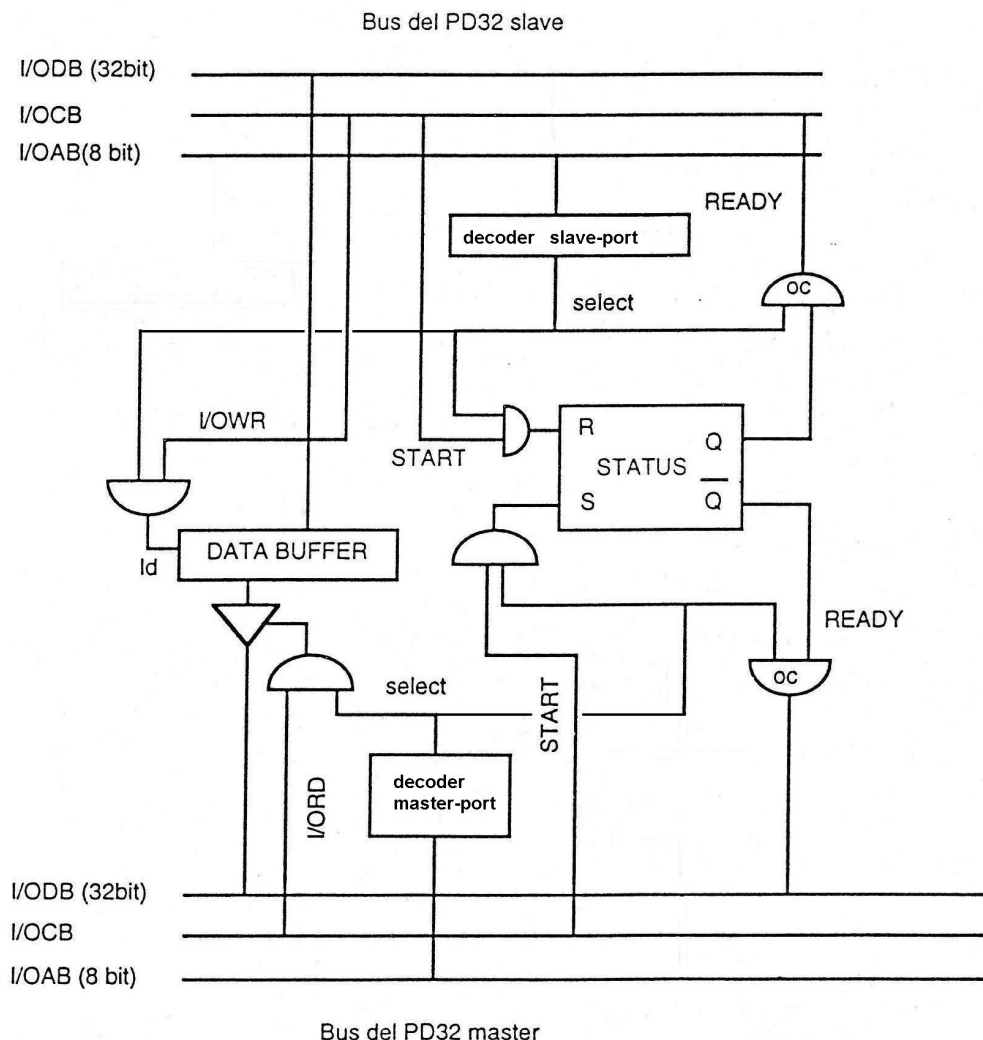 Bus del PD32 slave
I/ODB (32bit)
I/OCB
I/OAB(8 bit)
READY
decoder slave-port
OC
select
I/OWR
START
R
Q
STATUS
S
Q
DATA BUFFER
ld
READY
OC
select
START
I/ORD
decoder
master-port
I/ODB (32bit)
I/OCB
I/OAB (8 bit)
Bus del PD32 master